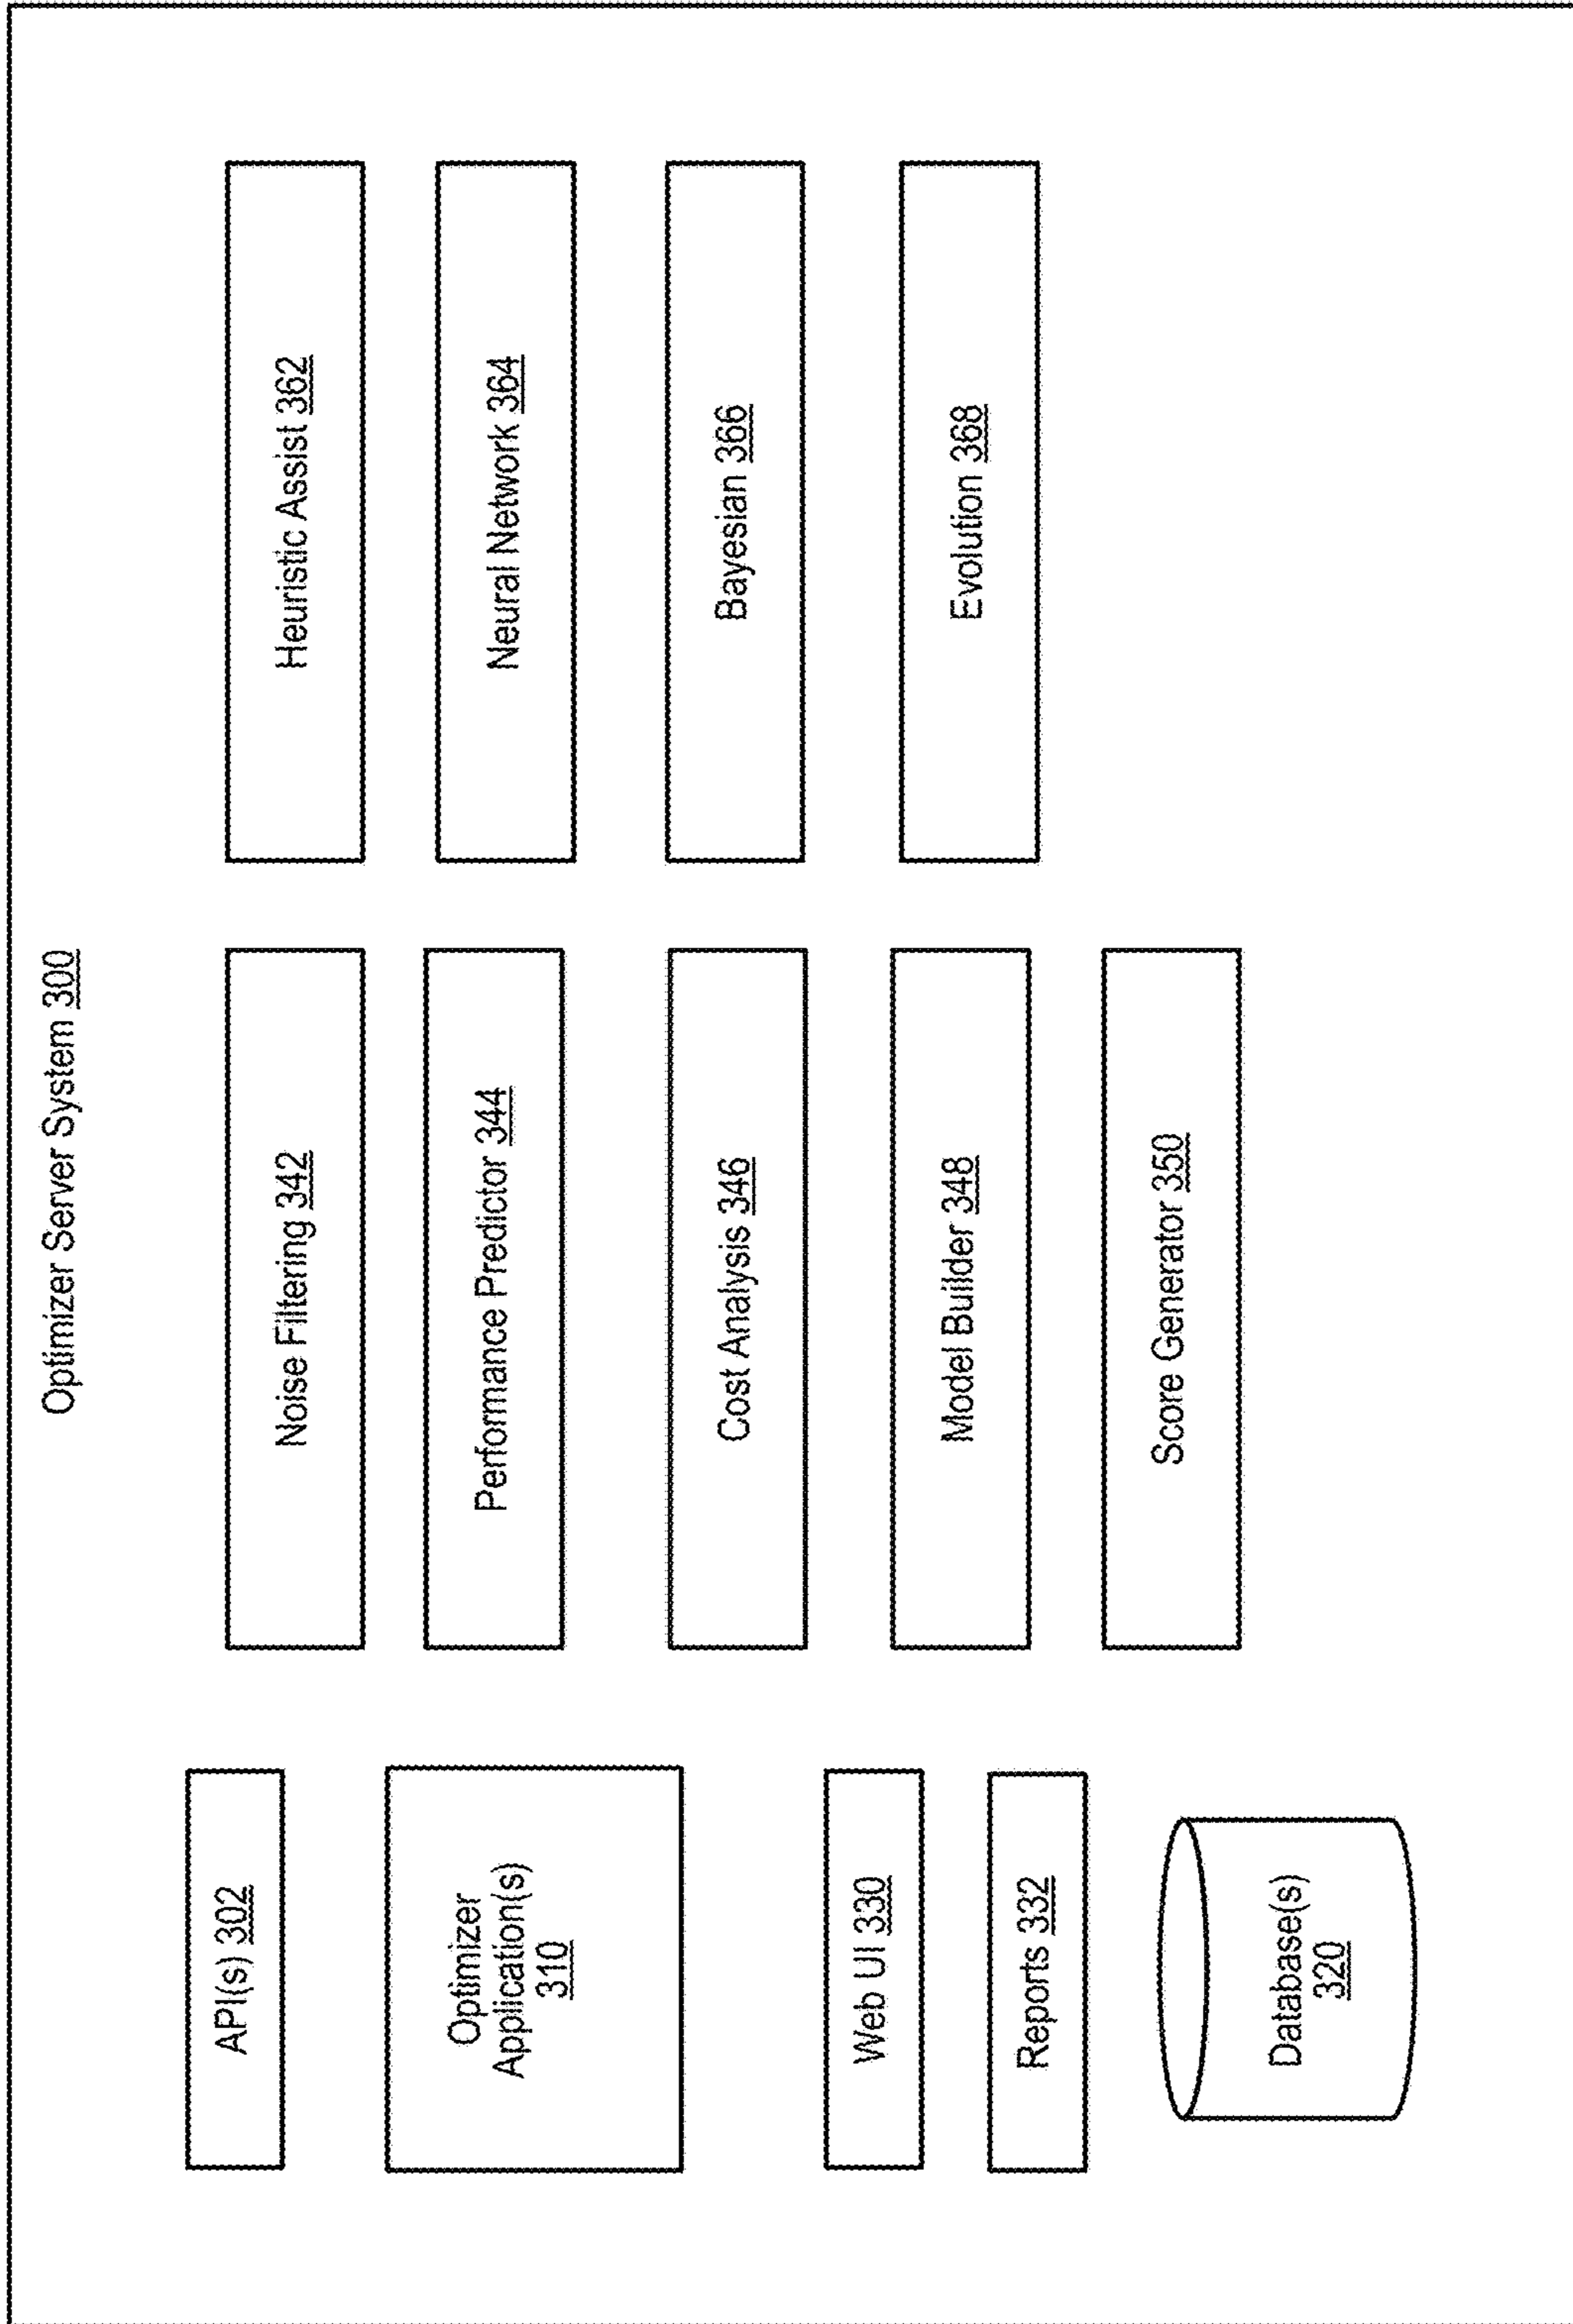 Optimizer Server System 300
API(s) 302
Optimizer
Application(s)
310
Web UI 330
Reports 332
Database(s)
320
Noise Filtering 342
Performance Predictor 344
Cost Analysis 346
Model Builder 348
Score Generator 350
Heuristic Assist 362
Neural Network 364
Bayesian 366
Evolution 368